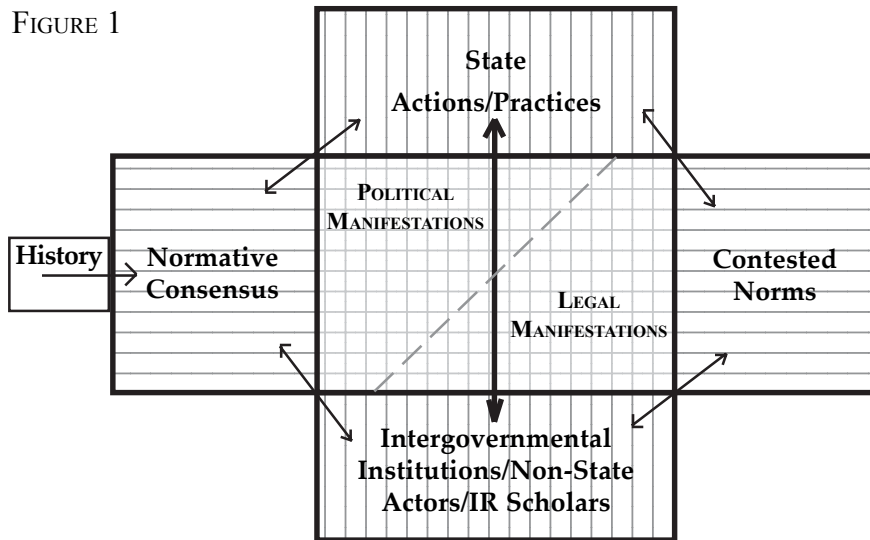 FIGURE 1
State
Actions/Practices
POLITICAL
MANIFESTATIONS
History
Normative
Consensus
Contested
Norms
LEGAL
MANIFESTATIONS
Intergovernmental
Institutions/Non-State
Actors/IR Scholars